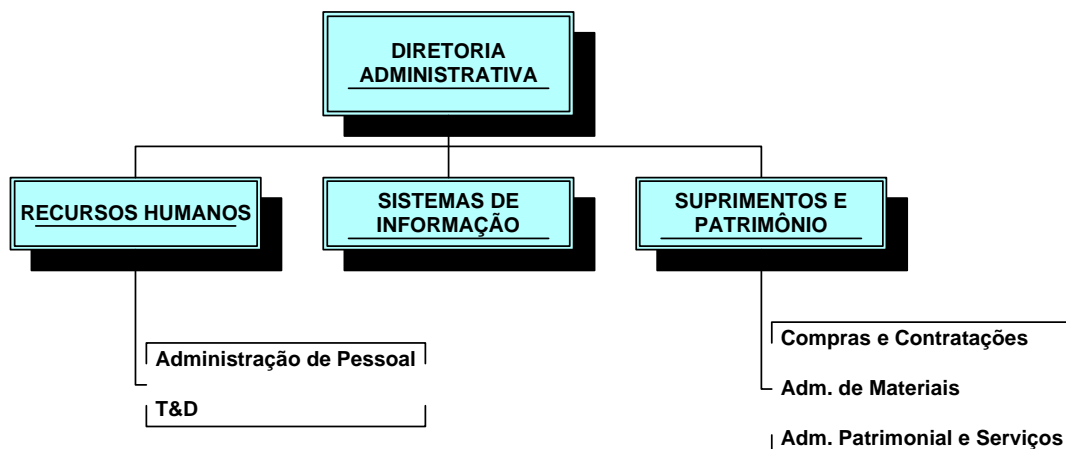 DIRETORIA
ADMINISTRATIVA
RECURSOS HUMANOS
SISTEMAS DE
INFORMAÇÃO
SUPRIMENTOS E
PATRIMÔNIO
Administração de Pessoal
T&D
Compras e Contratações
Adm. de Materiais
Adm. Patrimonial e Serviços